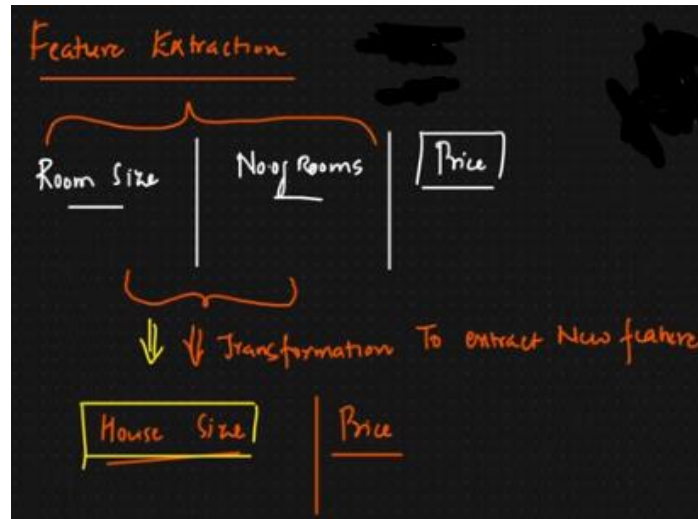 Feature Extraction
Room Size No. of Rooms Price
Transformation To extract New feature
House Size Price